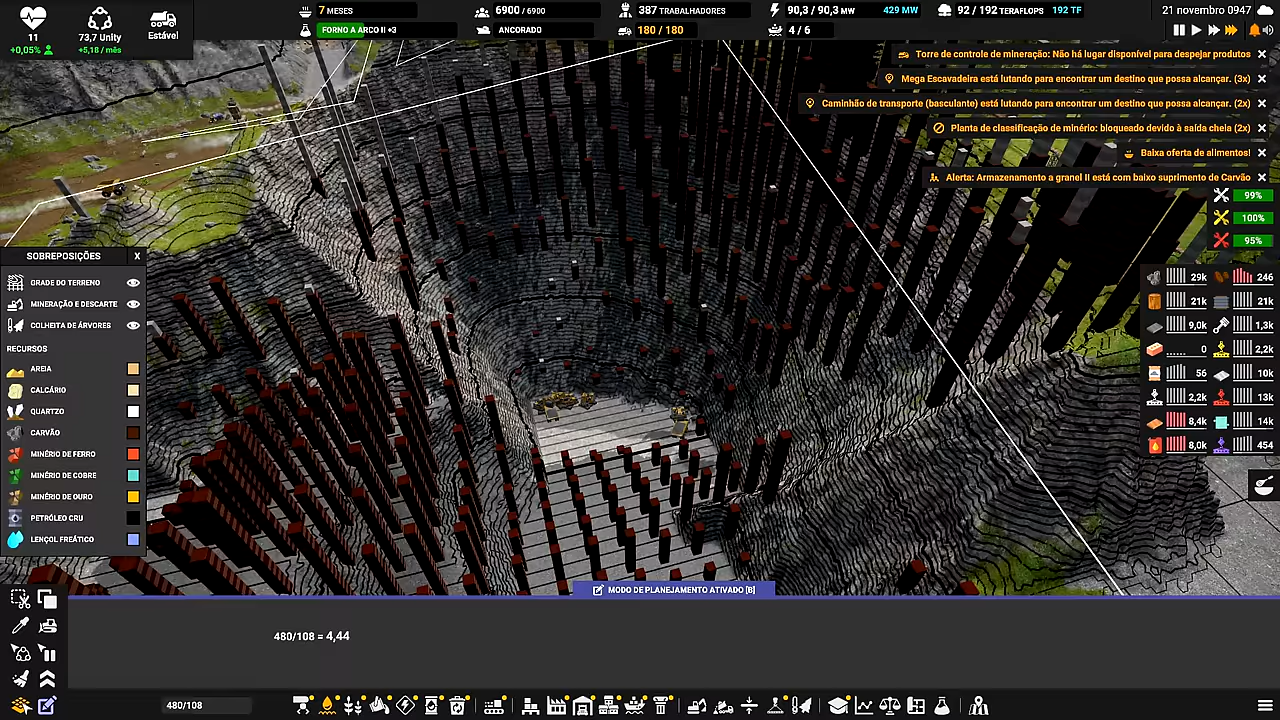 11
+0,05%
73,7 Unity
+5,18 / mês
Estável
7 MESES
FORNO A ARCO II +3
6900 / 6900
ANCORADO
387 TRABALHADORES
180 / 180
90,3 / 90,3 MW
429 MW
4 / 6
92 / 192 TERAFLOPS
192 TF
21 novembro 0947
Torre de controle de mineração: Não há lugar disponível para despejar produtos X
Mega Escavadeira está lutando para encontrar um destino que possa alcançar. (3x) X
Caminhão de transporte (basculante) está lutando para encontrar um destino que possa alcançar. (2x) X
Planta de classificação de minério: bloqueado devido à saída cheia (2x) X
Baixa oferta de alimentos! X
Alerta: Armazenamento a granel II está com baixo suprimento de Carvão X
99%
100%
95%
29k 246
21k 21k
9,0k 1,3k
0 2,2k
56 10k
2,2k 13k
8,4k 14k
8,0k 454
SOBREPOSIÇÕES X
GRADE DO TERRENO
MINERAÇÃO E DESCARTE
COLHEITA DE ÁRVORES
RECURSOS
AREIA
CALCÁRIO
QUARTZO
CARVÃO
MINÉRIO DE FERRO
MINÉRIO DE COBRE
MINÉRIO DE OURO
PETRÓLEO CRU
LENÇOL FREÁTICO
MODO DE PLANEJAMENTO ATIVADO [B]
480/108 = 4,44
480/108